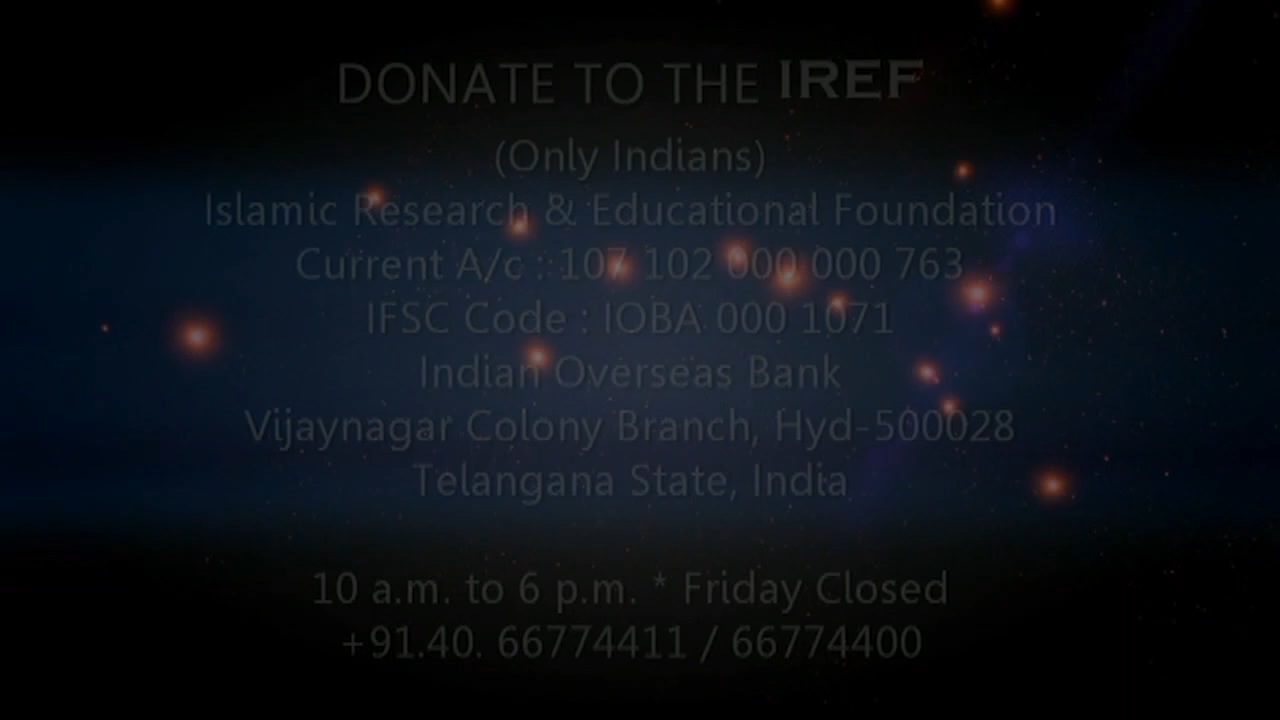 DONATE TO THE IREF
(Only Indians)
Islamic Research & Educational Foundation
Current A/c : 107 102 000 000 763
IFSC Code : IOBA 000 1071
Indian Overseas Bank
Vijaynagar Colony Branch, Hyd-500028
Telangana State, India
10 a.m. to 6 p.m. * Friday Closed
+91.40. 66774411 / 66774400